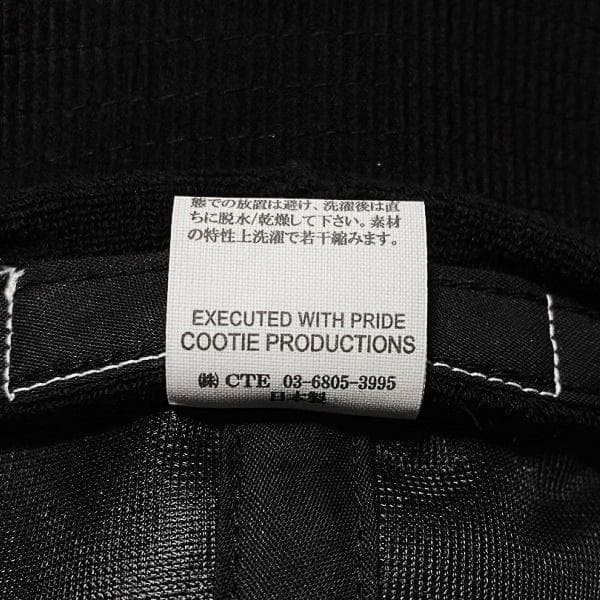 態での放置は避け、洗濯後は直
ちに脱水/乾燥して下さい。素材
の特性上洗濯で若干縮みます。
EXECUTED WITH PRIDE
COOTIE PRODUCTIONS
㈱ CTE 03-6805-3995
日本製